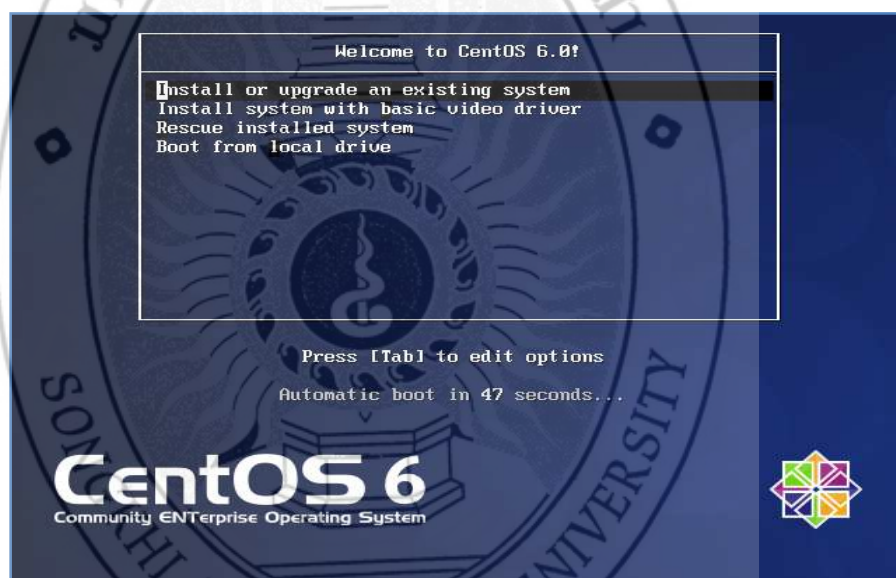 Welcome to CentOS 6.0!
Install or upgrade an existing system
Install system with basic video driver
Rescue installed system
Boot from local drive
Press [Tab] to edit options
Automatic boot in 47 seconds...
CentOS 6
Community ENTerprise Operating System
UNIVERSITY